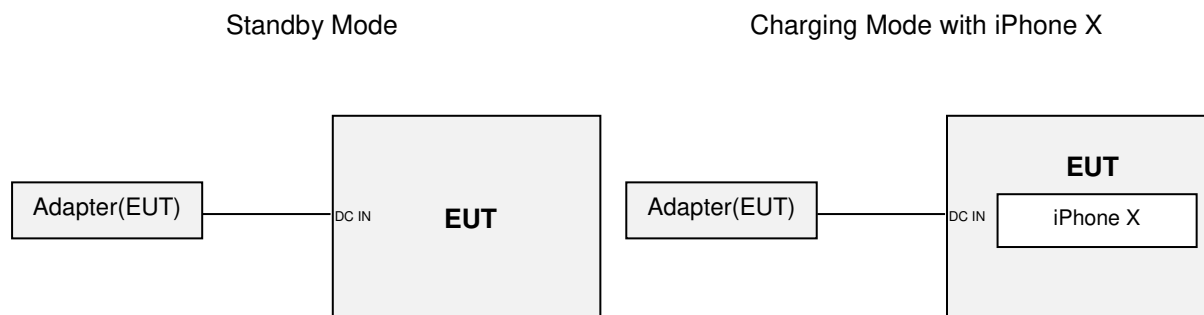 Standby Mode
Charging Mode with iPhone X
Adapter(EUT)
DC IN
EUT
Adapter(EUT)
DC IN
EUT
iPhone X